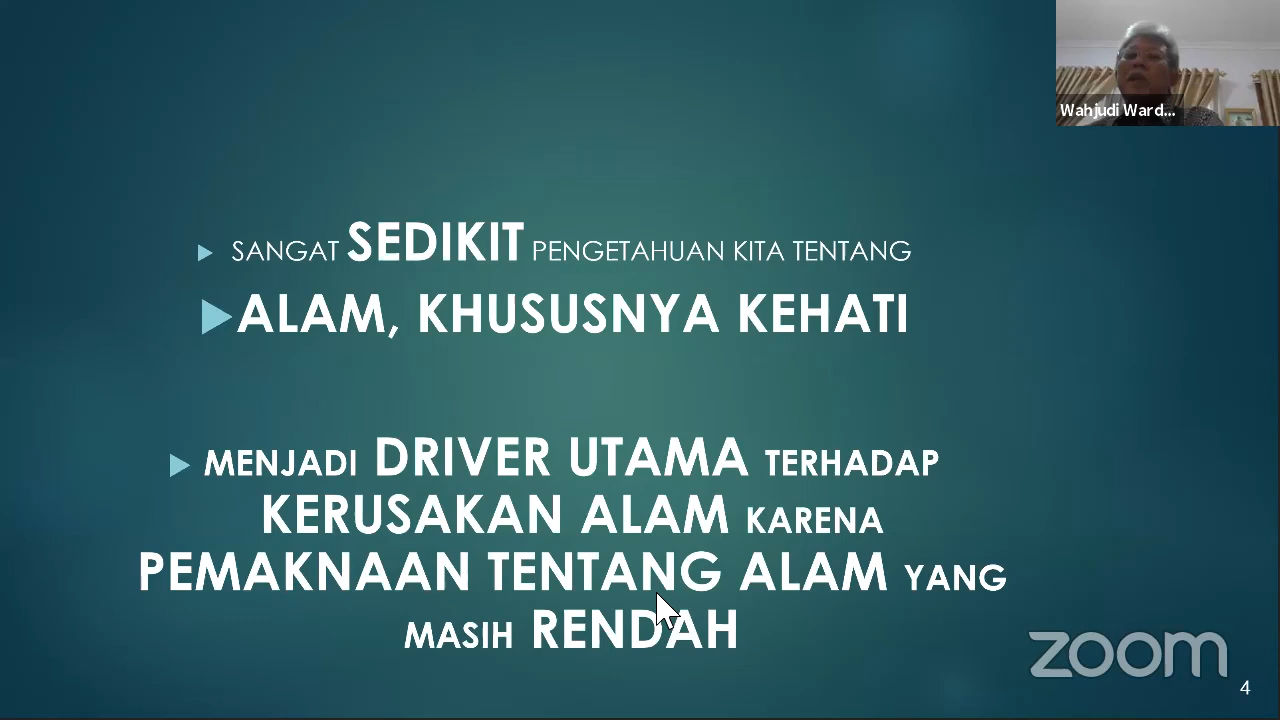 Wahjudi Ward...
SANGAT SEDIKIT PENGETAHUAN KITA TENTANG
ALAM, KHUSUSNYA KEHATI
MENJADI DRIVER UTAMA TERHADAP
KERUSAKAN ALAM KARENA
PEMAKNAAN TENTANG ALAM YANG
MASIH RENDAH
zoom
4